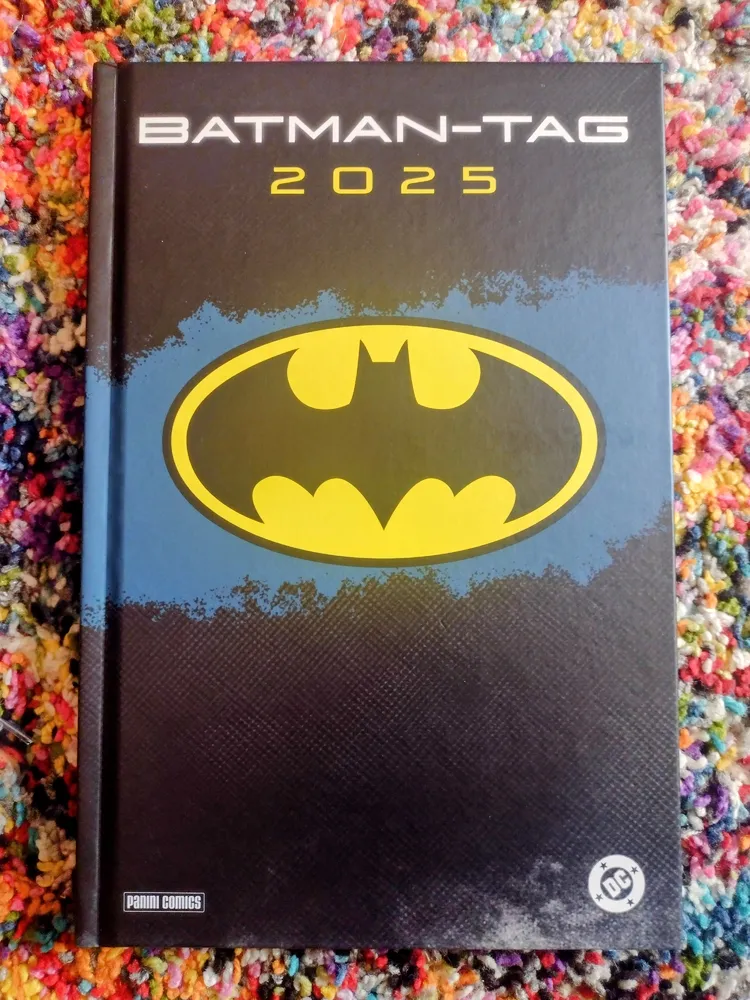 BATMAN-TAG
2025
PANINI COMICS
DC